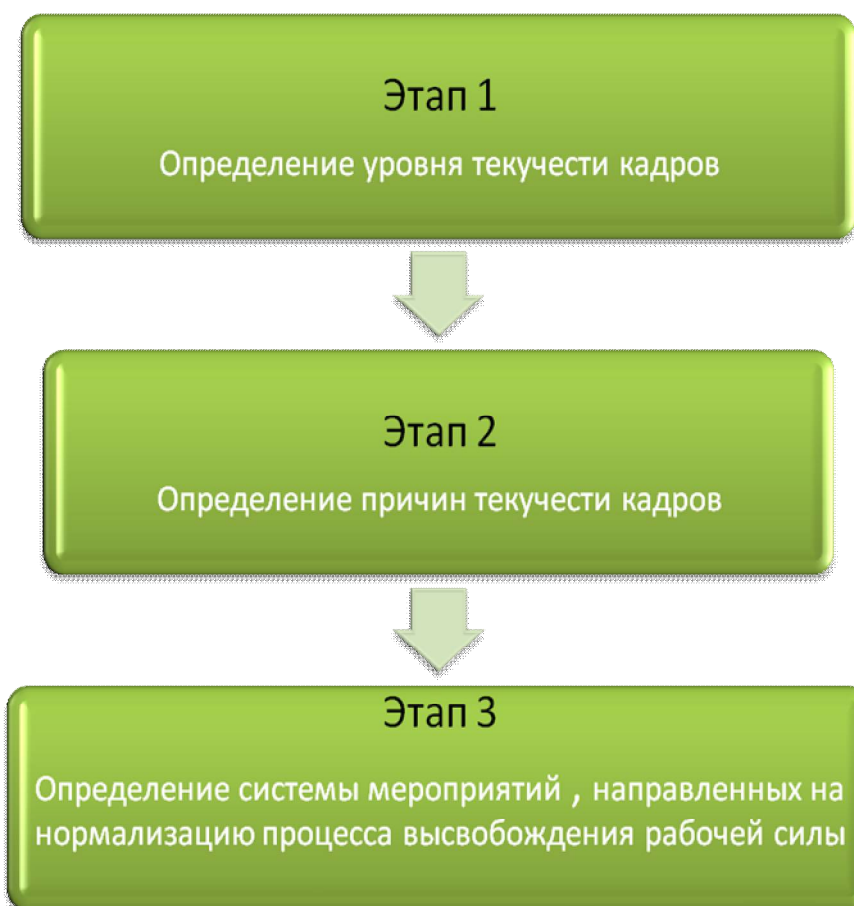 Этап 1
Определение уровня текучести кадров
Этап 2
Определение причин текучести кадров
Этап 3
Определение системы мероприятий , направленных на
нормализацию процесса высвобождения рабочей силы